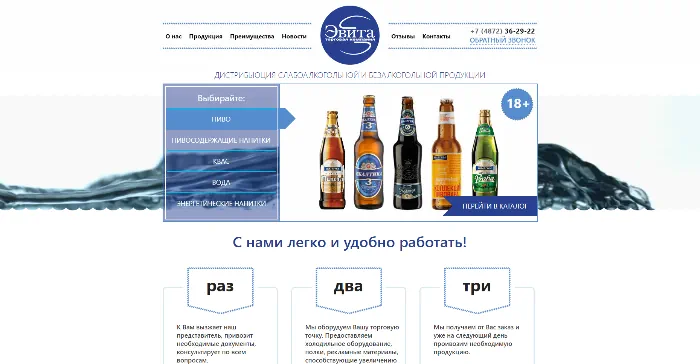 О нас Продукция Преимущества Новости
Эвита
торговая компания
Отзывы Контакты
+7 (4872) 36-29-22
ОБРАТНЫЙ ЗВОНОК
ДИСТРИБЬЮЦИЯ СЛАБОАЛКОГОЛЬНОЙ И БЕЗАЛКОГОЛЬНОЙ ПРОДУКЦИИ
Выбирайте:
ПИВО
ПИВОСОДЕРЖАЩИЕ НАПИТКИ
КВАС
ВОДА
ЭНЕРГЕТИЧЕСКИЕ НАПИТКИ
18+
БАЛТИКА
3
ПЕРЕЙТИ В КАТАЛОГ
С нами легко и удобно работать!
раз
два
три
К Вам выезжает наш
представитель, привозит
необходимые документы,
консультирует по всем
вопросам.
Мы оборудуем Вашу торговую
точку. Предоставляем
холодильное оборудование,
полки, рекламные материалы,
способствующие увеличению
Мы получаем от Вас заказ и
уже на следующий день
привозим необходимую
продукцию.